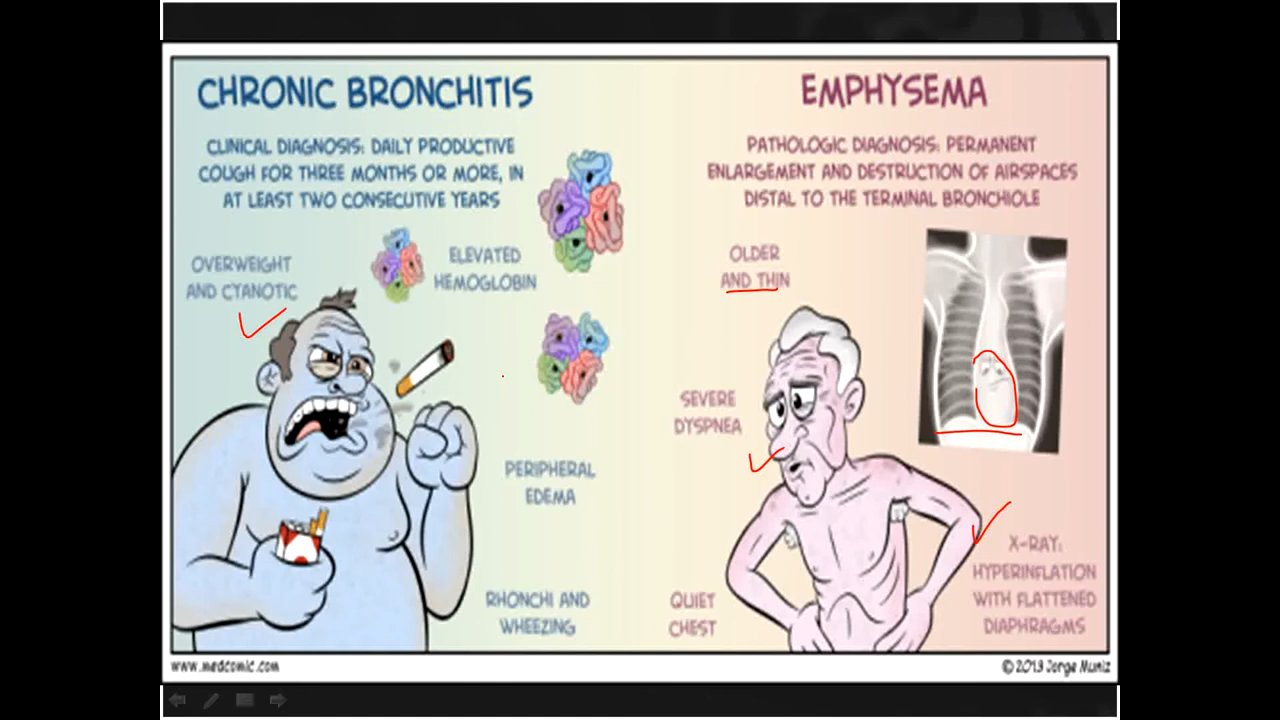 CHRONIC BRONCHITIS
CLINICAL DIAGNOSIS: DAILY PRODUCTIVE
COUGH FOR THREE MONTHS OR MORE, IN
AT LEAST TWO CONSECUTIVE YEARS
OVERWEIGHT
AND CYANOTIC
ELEVATED
HEMOGLOBIN
PERIPHERAL
EDEMA
RHONCHI AND
WHEEZING
EMPHYSEMA
PATHOLOGIC DIAGNOSIS: PERMANENT
ENLARGEMENT AND DESTRUCTION OF AIRSPACES
DISTAL TO THE TERMINAL BRONCHIOLE
OLDER
AND THIN
SEVERE
DYSPNEA
QUIET
CHEST
X-RAY:
HYPERINFLATION
WITH FLATTENED
DIAPHRAGMS
www.medcomic.com
© 2013 Jorge Muniz